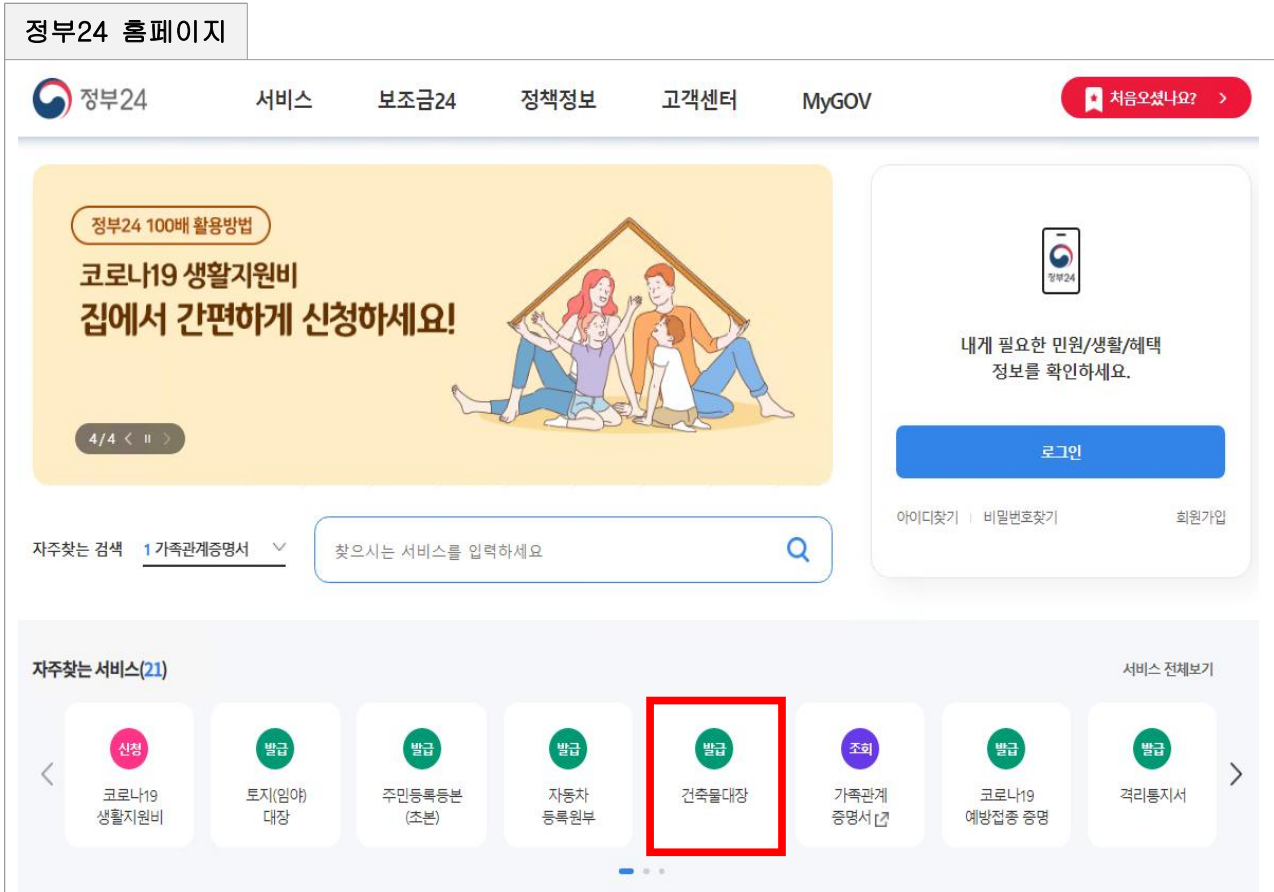 정부24 홈페이지
정부24
서비스
보조금24
정책정보
고객센터
MyGOV
처음오셨나요?
정부24 100배 활용방법
코로나19 생활지원비
집에서 간편하게 신청하세요!
4/4
정부24
내게 필요한 민원/생활/혜택
정보를 확인하세요.
로그인
아이디찾기
비밀번호찾기
회원가입
자주찾는 검색
1 가족관계증명서
찾으시는 서비스를 입력하세요
자주찾는 서비스(21)
서비스 전체보기
신청
코로나19
생활지원비
발급
토지(임야)
대장
발급
주민등록등본
(초본)
발급
자동차
등록원부
발급
건축물대장
조회
가족관계
증명서
발급
코로나19
예방접종 증명
발급
격리통지서